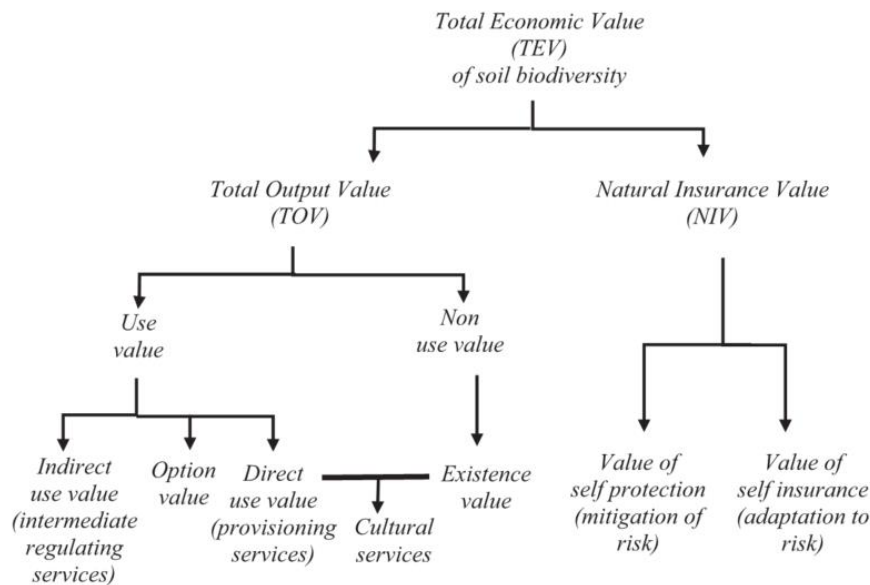 Total Economic Value
(TEV)
of soil biodiversity
Total Output Value
(TOV)
Natural Insurance Value
(NIV)
Use
value
Non
use value
Indirect
use value
(intermediate
regulating
services)
Option
value
Direct
use value
(provisioning
services)
Cultural
services
Existence
value
Value of
self protection
(mitigation of
risk)
Value of
self insurance
(adaptation to
risk)